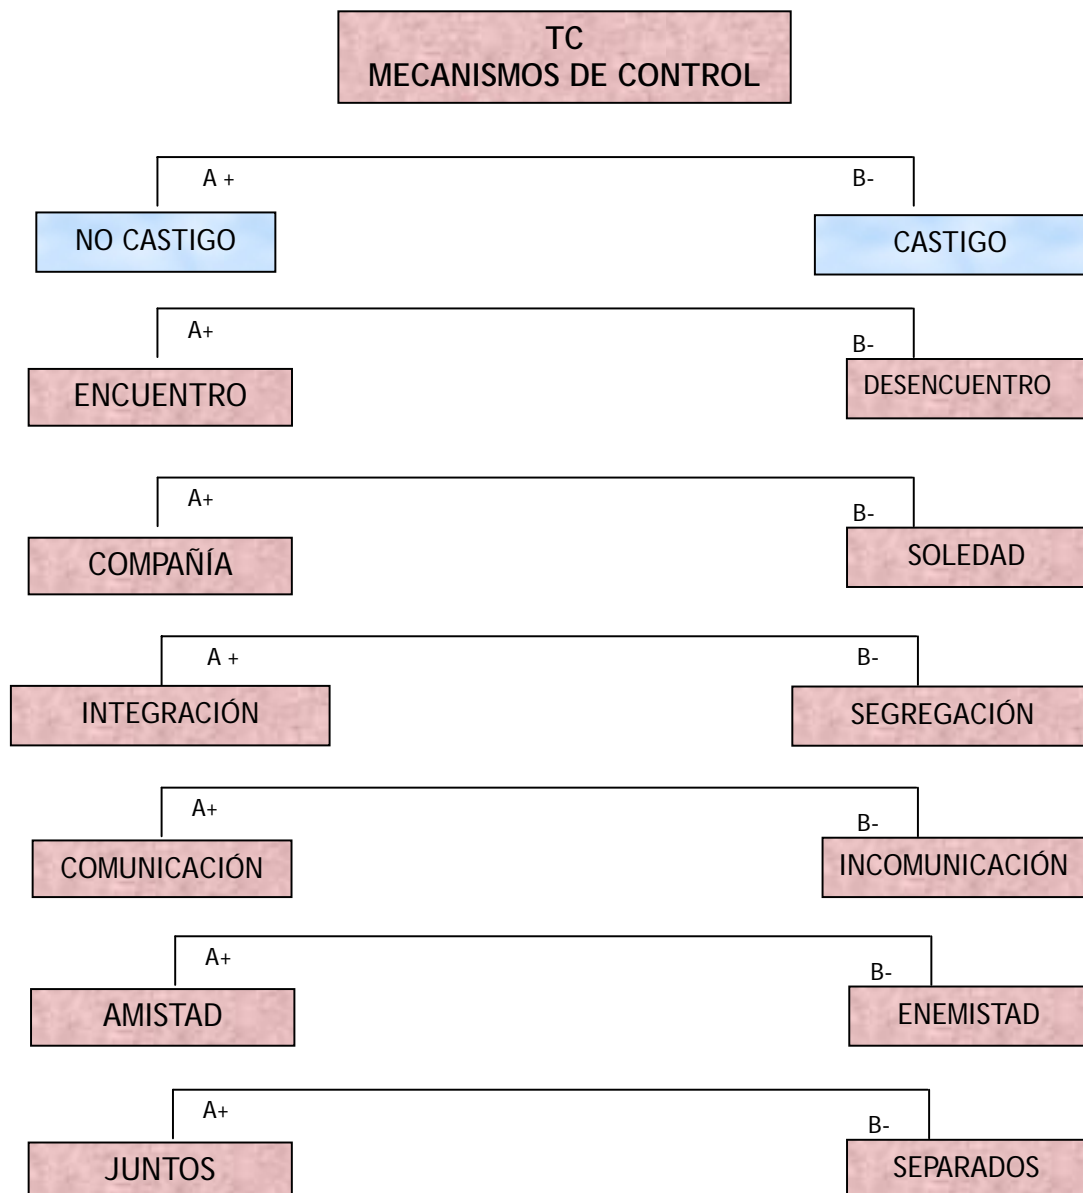 TC
MECANISMOS DE CONTROL
A +
B-
NO CASTIGO
CASTIGO
A+
B-
ENCUENTRO
DESENCUENTRO
A+
B-
COMPAÑÍA
SOLEDAD
A +
B-
INTEGRACIÓN
SEGREGACIÓN
A+
B-
COMUNICACIÓN
INCOMUNICACIÓN
A+
B-
AMISTAD
ENEMISTAD
A+
B-
JUNTOS
SEPARADOS